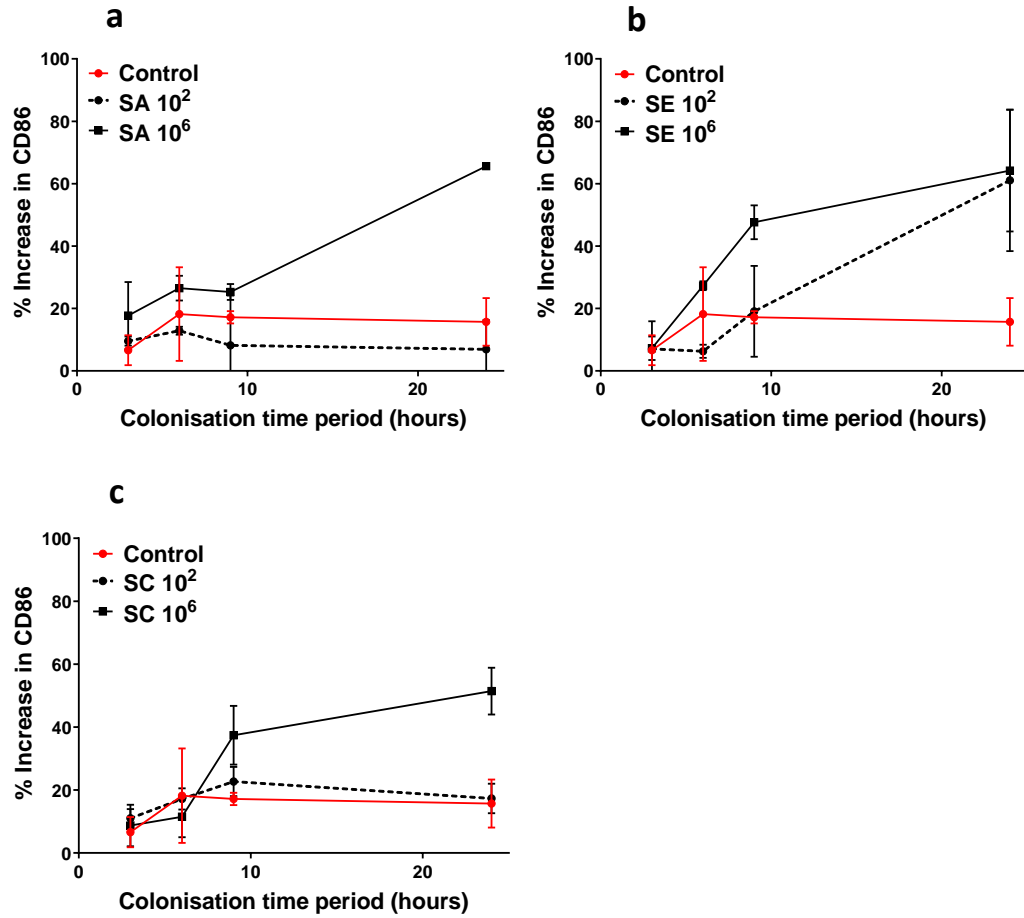 a
% Increase in CD86
100
80
60
40
20
0
Control
SA 10²
SA 10⁶
0 10 20
Colonisation time period (hours)
b
% Increase in CD86
100
80
60
40
20
0
Control
SE 10²
SE 10⁶
0 10 20
Colonisation time period (hours)
c
% Increase in CD86
100
80
60
40
20
0
Control
SC 10²
SC 10⁶
0 10 20
Colonisation time period (hours)